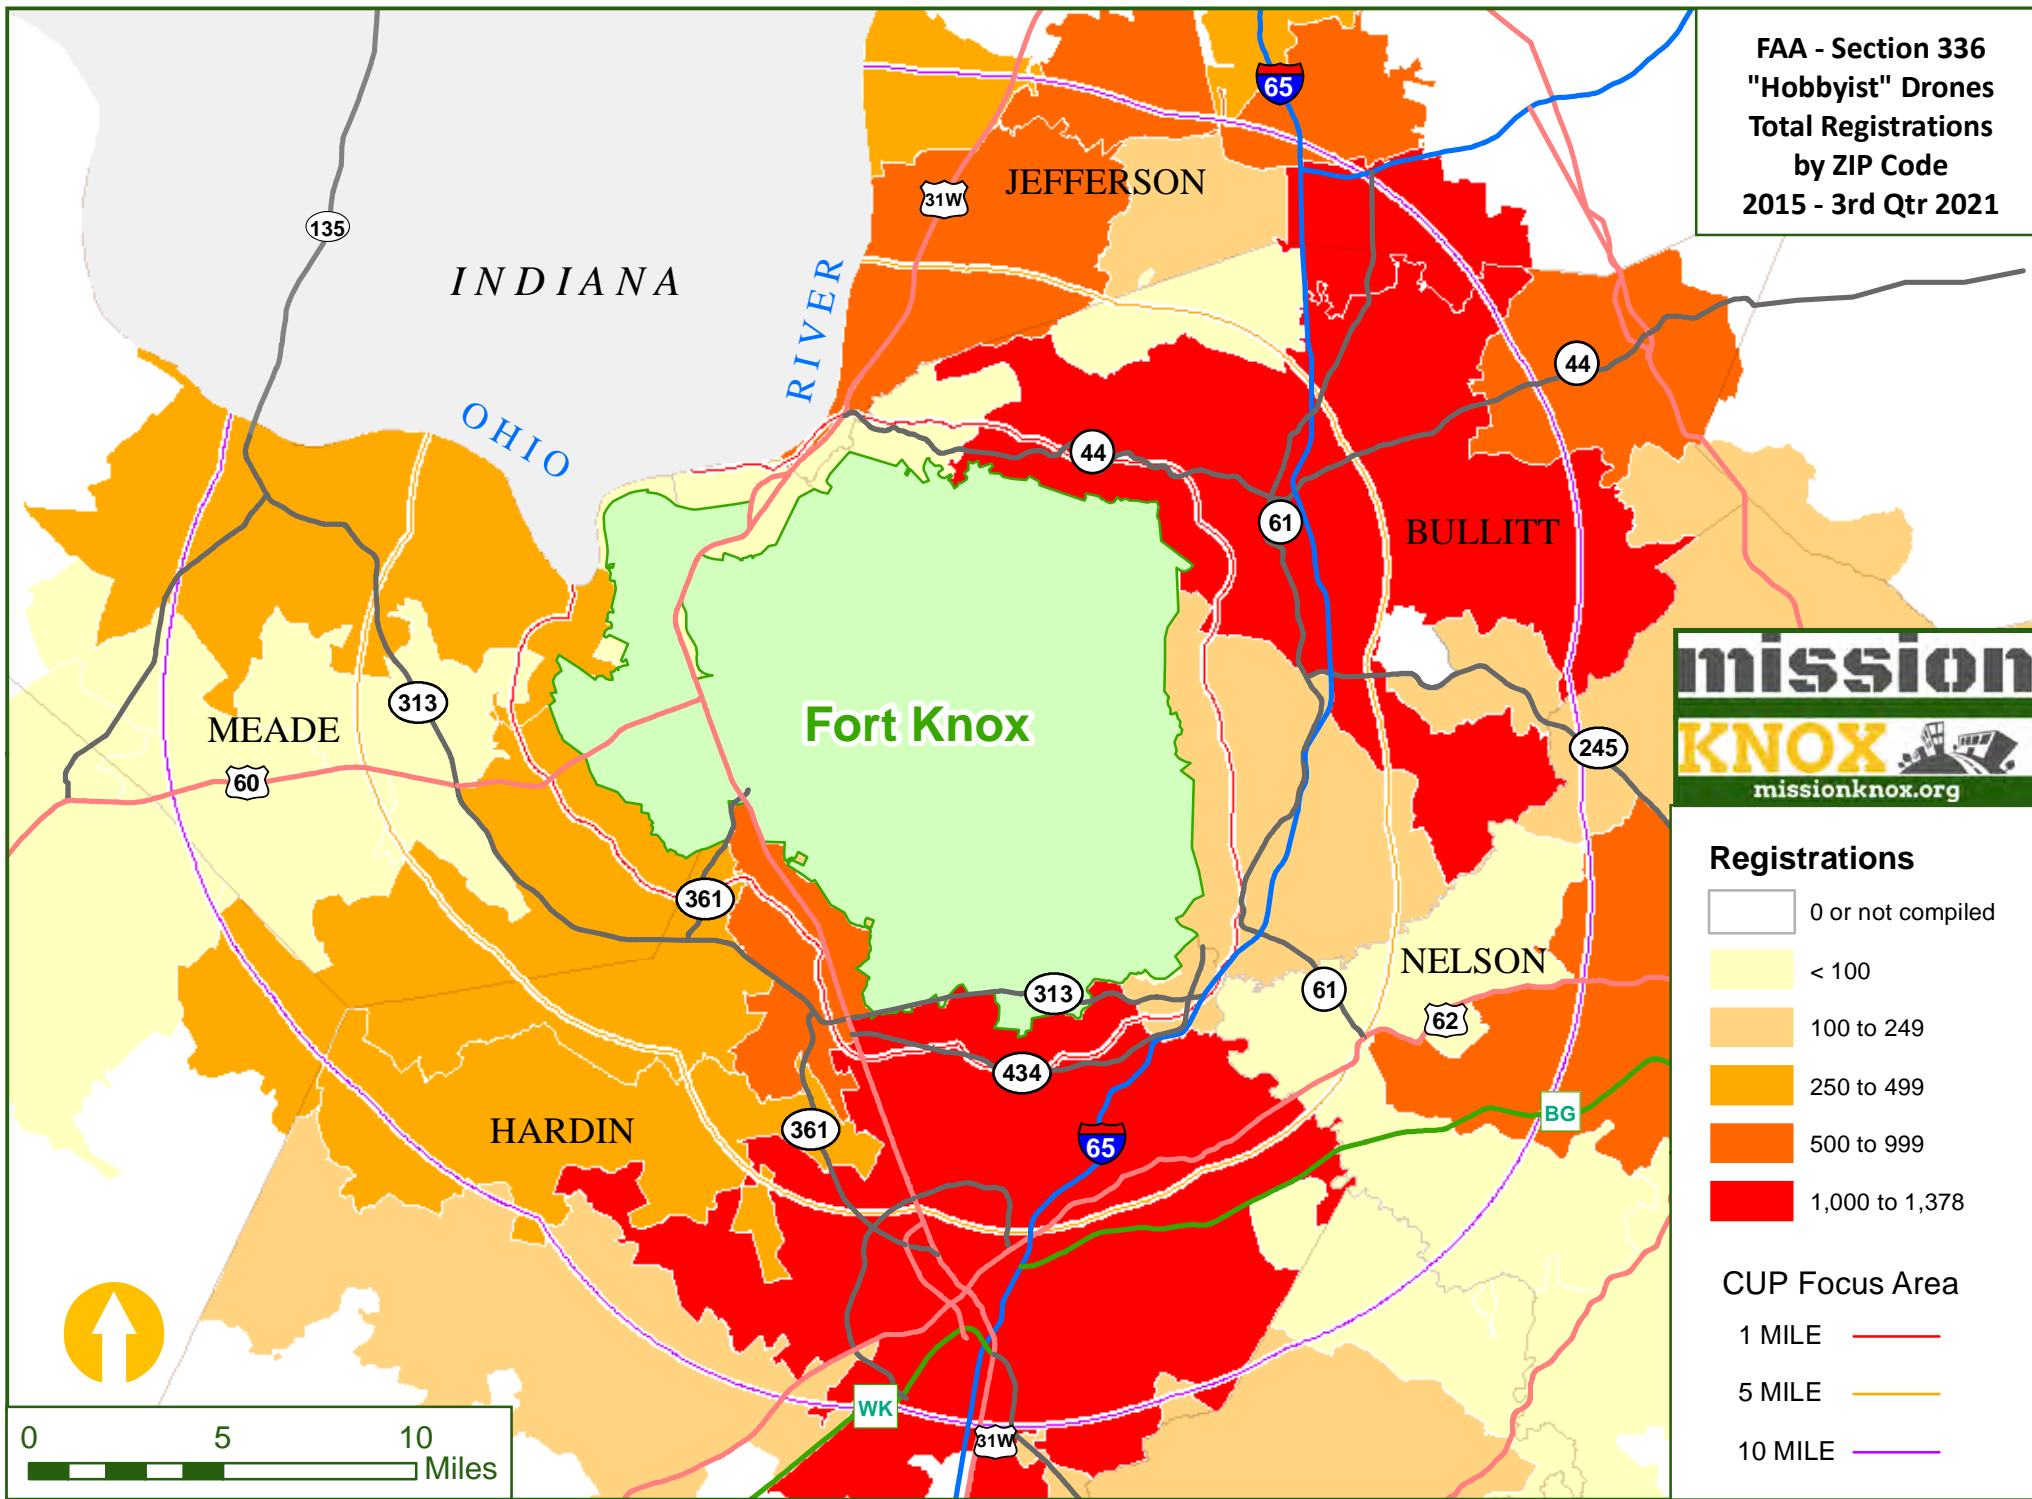 FAA - Section 336
"Hobbyist" Drones
Total Registrations
by ZIP Code
2015 - 3rd Qtr 2021
65
31W
JEFFERSON
135
INDIANA
OHIO
RIVER
44
44
61
BULLITT
313
MEADE
60
Fort Knox
245
mission
KNOX
missionknox.org
361
313
NELSON
61
62
434
HARDIN
361
65
BG
WK
31W
Registrations
0 or not compiled
< 100
100 to 249
250 to 499
500 to 999
1,000 to 1,378
CUP Focus Area
1 MILE
5 MILE
10 MILE
0 5 10
Miles